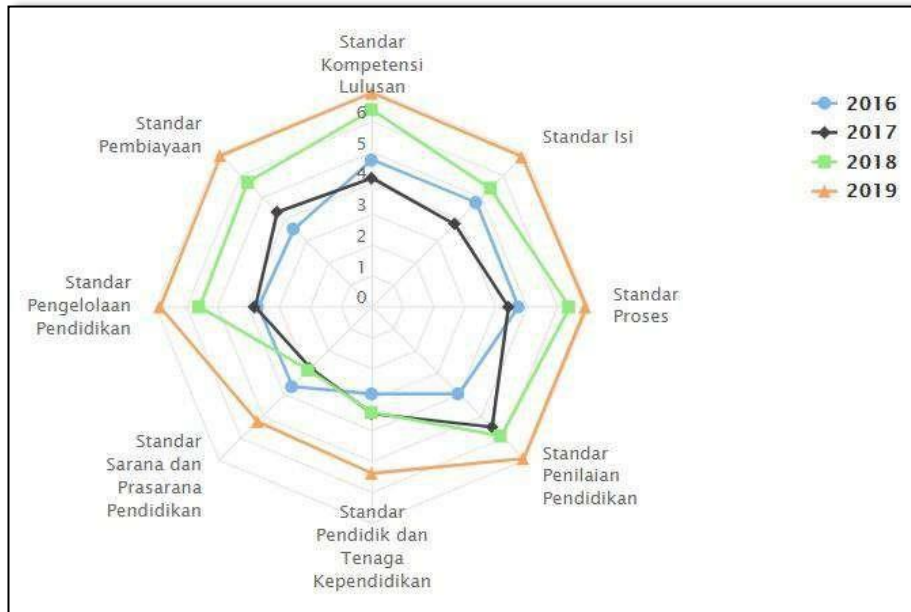 Standar
Kompetensi
Lulusan
Standar Isi
Standar
Proses
Standar
Penilaian
Pendidikan
Standar
Pendidik dan
Tenaga
Kependidikan
Standar
Sarana dan
Prasarana
Pendidikan
Standar
Pengelolaan
Pendidikan
Standar
Pembiayaan
6
5
4
3
2
1
0
2016
2017
2018
2019